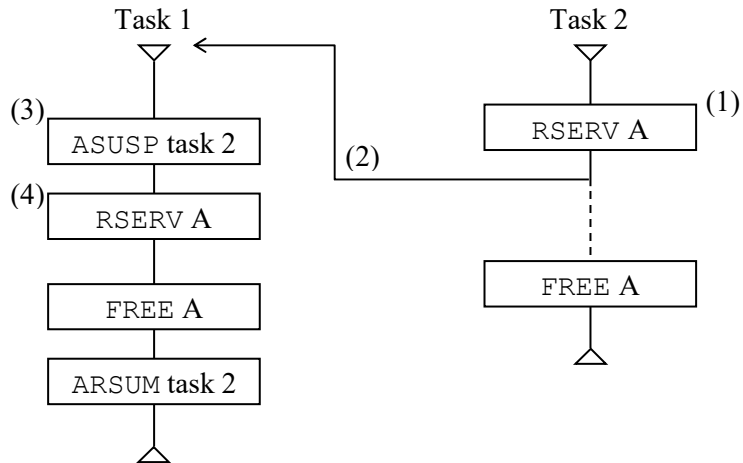 Task 1
Task 2
(1)
RSERV A
(3)
ASUSP task 2
(2)
(4)
RSERV A
FREE A
FREE A
ARSUM task 2